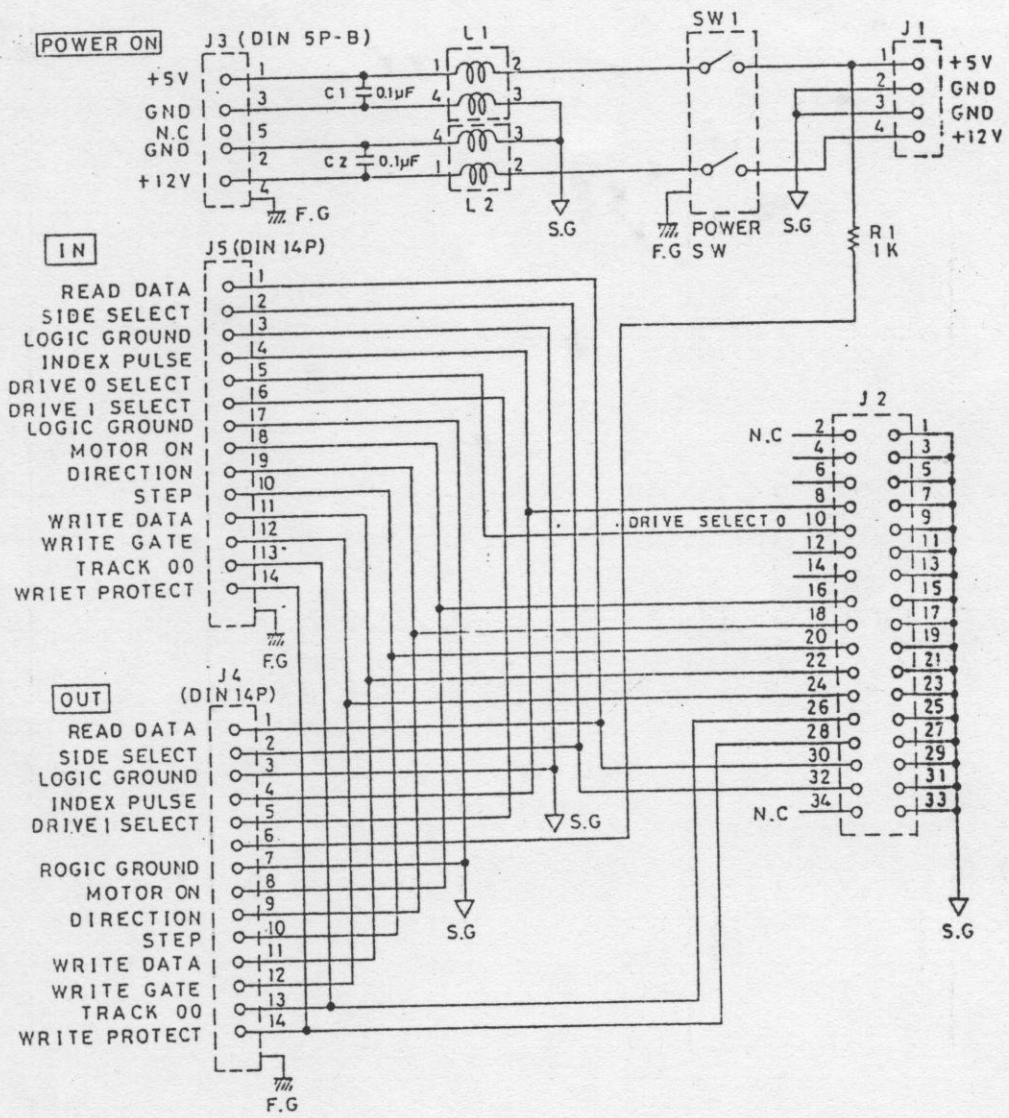 POWER ON
J3 (DIN 5P-B)
L1
SW1
J1
+5V 1
GND 3
N.C 5
GND 2
+12V 4
F.G
C1 0.1µF
C2 0.1µF
1 2
4 3
4 3
1 2
L2
S.G
F.G
POWER SW
1 +5V
2 GND
3 GND
4 +12V
S.G
R1
1K
IN
J5 (DIN 14P)
READ DATA 1
SIDE SELECT 2
LOGIC GROUND 3
INDEX PULSE 4
DRIVE 0 SELECT 5
DRIVE 1 SELECT 6
LOGIC GROUND 7
MOTOR ON 18
DIRECTION 19
STEP 10
WRITE DATA 11
WRITE GATE 12
TRACK 00 13
WRIET PROTECT 14
F.G
J2
N.C 2 1
4 3
6 5
8 7
DRIVE SELECT 0 10 9
12 11
14 13
16 15
18 17
20 19
22 21
24 23
26 25
28 27
30 29
32 31
N.C 34 33
S.G
OUT
J4
(DIN 14P)
READ DATA 1
SIDE SELECT 2
LOGIC GROUND 3
INDEX PULSE 4
DRIVE 1 SELECT 5
6
ROGIC GROUND 7
MOTOR ON 8
DIRECTION 9
STEP 10
WRITE DATA 11
WRITE GATE 12
TRACK 00 13
WRITE PROTECT 14
S.G
S.G
F.G